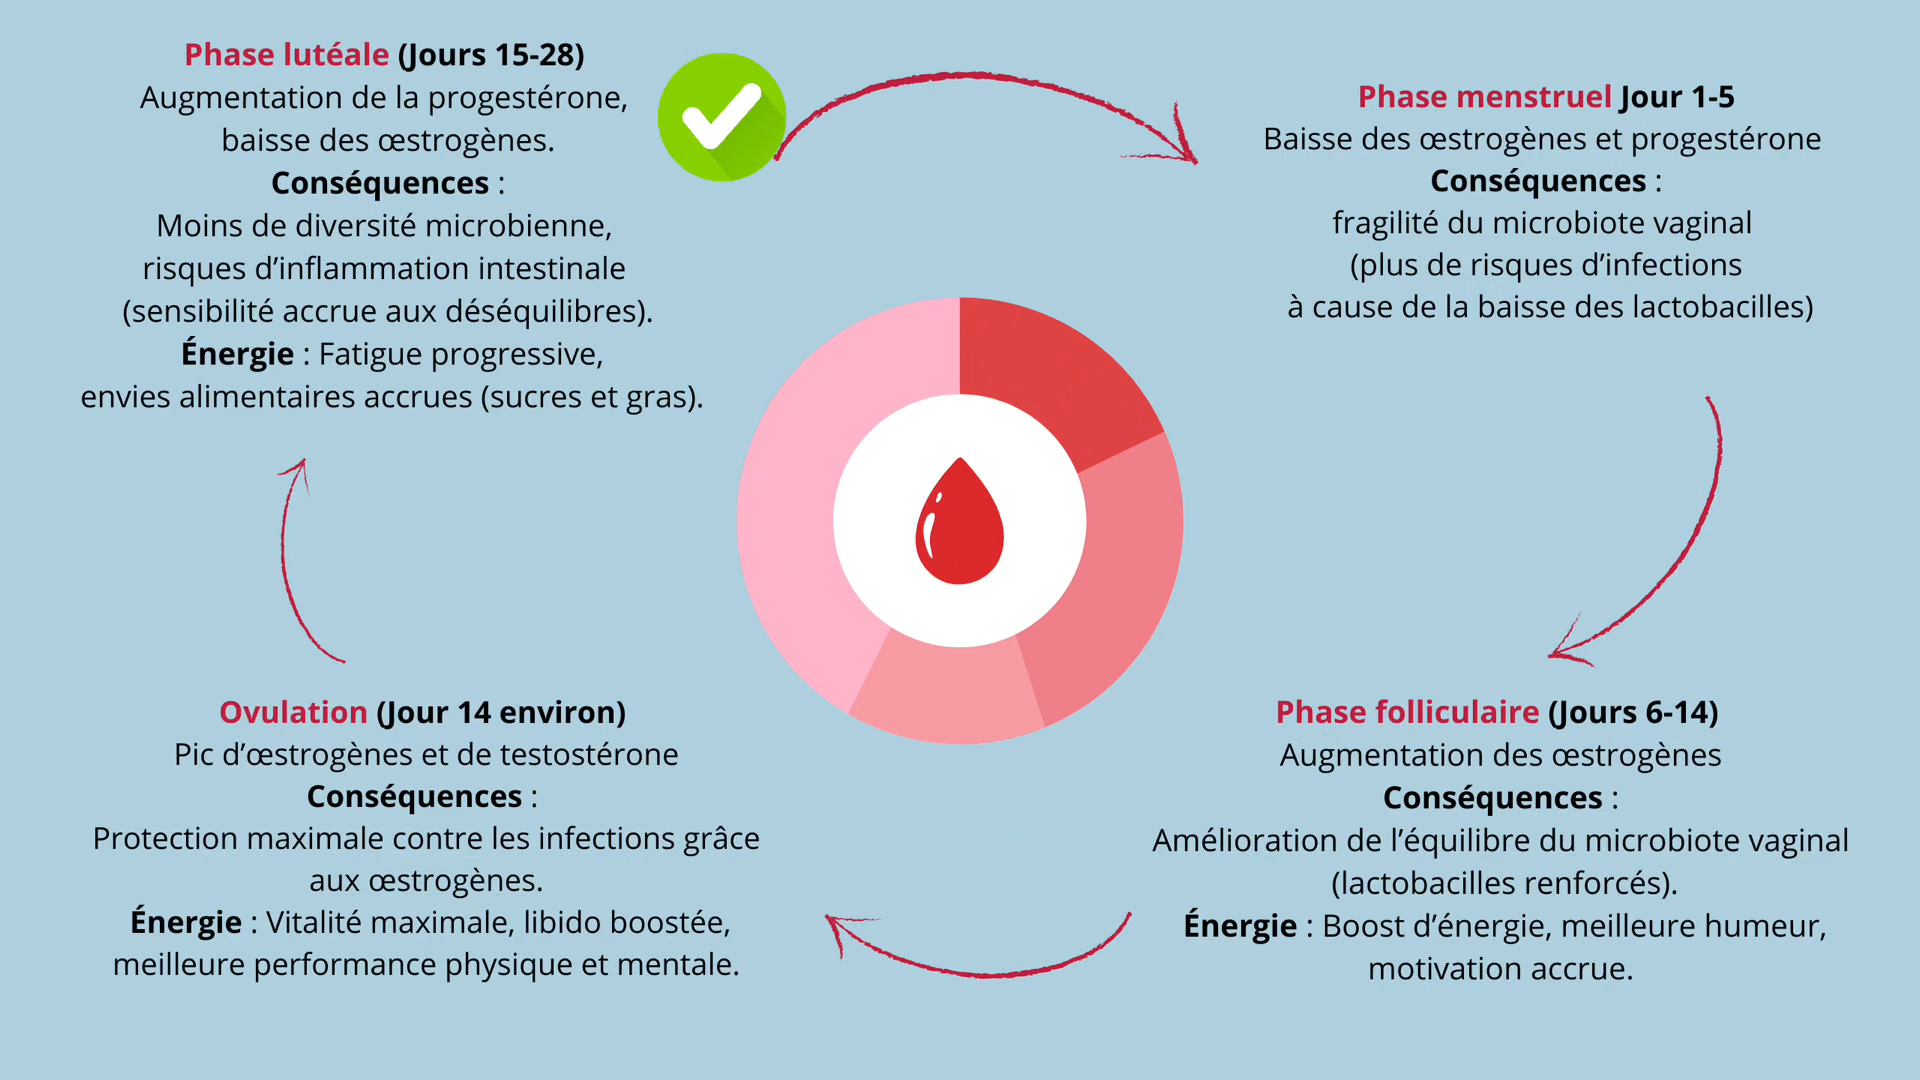 Phase lutéale (Jours 15-28)
Augmentation de la progestérone,
baisse des œstrogènes.
Conséquences :
Moins de diversité microbienne,
risques d’inflammation intestinale
(sensibilité accrue aux déséquilibres).
Énergie : Fatigue progressive,
envies alimentaires accrues (sucres et gras).
Phase menstruel Jour 1-5
Baisse des œstrogènes et progestérone
Conséquences :
fragilité du microbiote vaginal
(plus de risques d’infections
à cause de la baisse des lactobacilles)
Phase folliculaire (Jours 6-14)
Augmentation des œstrogènes
Conséquences :
Amélioration de l’équilibre du microbiote vaginal
(lactobacilles renforcés).
Énergie : Boost d’énergie, meilleure humeur,
motivation accrue.
Ovulation (Jour 14 environ)
Pic d’œstrogènes et de testostérone
Conséquences :
Protection maximale contre les infections grâce
aux œstrogènes.
Énergie : Vitalité maximale, libido boostée,
meilleure performance physique et mentale.